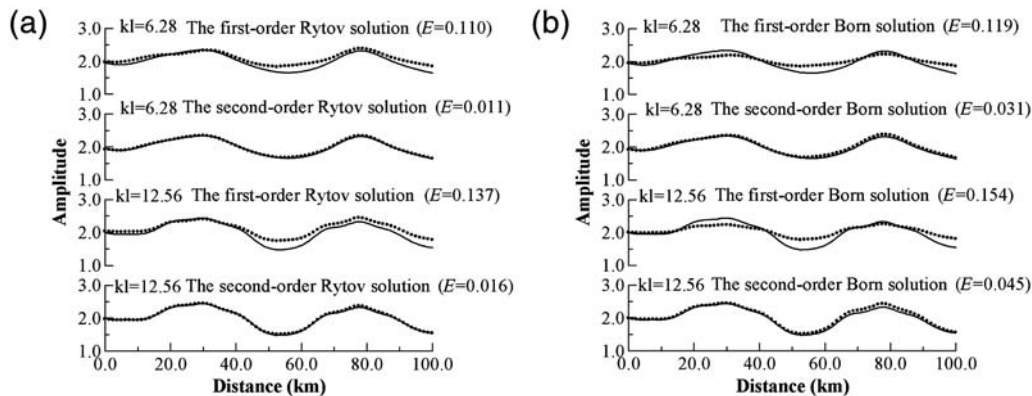 (a)
kl=6.28 The first-order Rytov solution (E=0.110)
3.0
2.0
1.0
kl=6.28 The second-order Rytov solution (E=0.011)
3.0
2.0
1.0
kl=12.56 The first-order Rytov solution (E=0.137)
3.0
2.0
1.0
kl=12.56 The second-order Rytov solution (E=0.016)
3.0
2.0
1.0
Amplitude
0.0 20.0 40.0 60.0 80.0 100.0
Distance (km)
(b)
kl=6.28 The first-order Born solution (E=0.119)
3.0
2.0
1.0
kl=6.28 The second-order Born solution (E=0.031)
3.0
2.0
1.0
kl=12.56 The first-order Born solution (E=0.154)
3.0
2.0
1.0
kl=12.56 The second-order Born solution (E=0.045)
3.0
2.0
1.0
Amplitude
0.0 20.0 40.0 60.0 80.0 100.0
Distance (km)